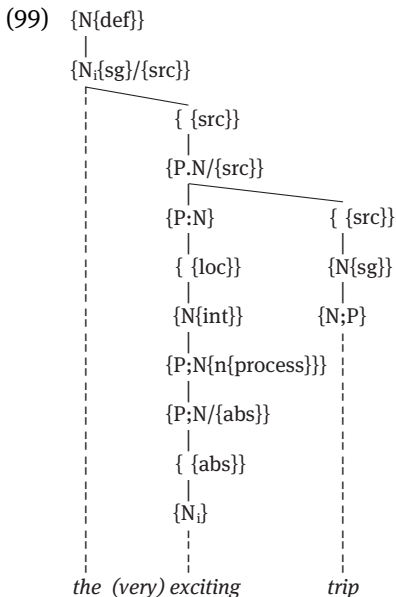 (99) {N{def}}
{Nᵢ{sg}/{src}}
{ {src}}
{P.N/{src}}
{P:N} { {src}}
{ {loc}} {N{sg}}
{N{int}} {N;P}
{P;N{n{process}}}
{P;N/{abs}}
{ {abs}}
{Nᵢ}
the (very) exciting trip